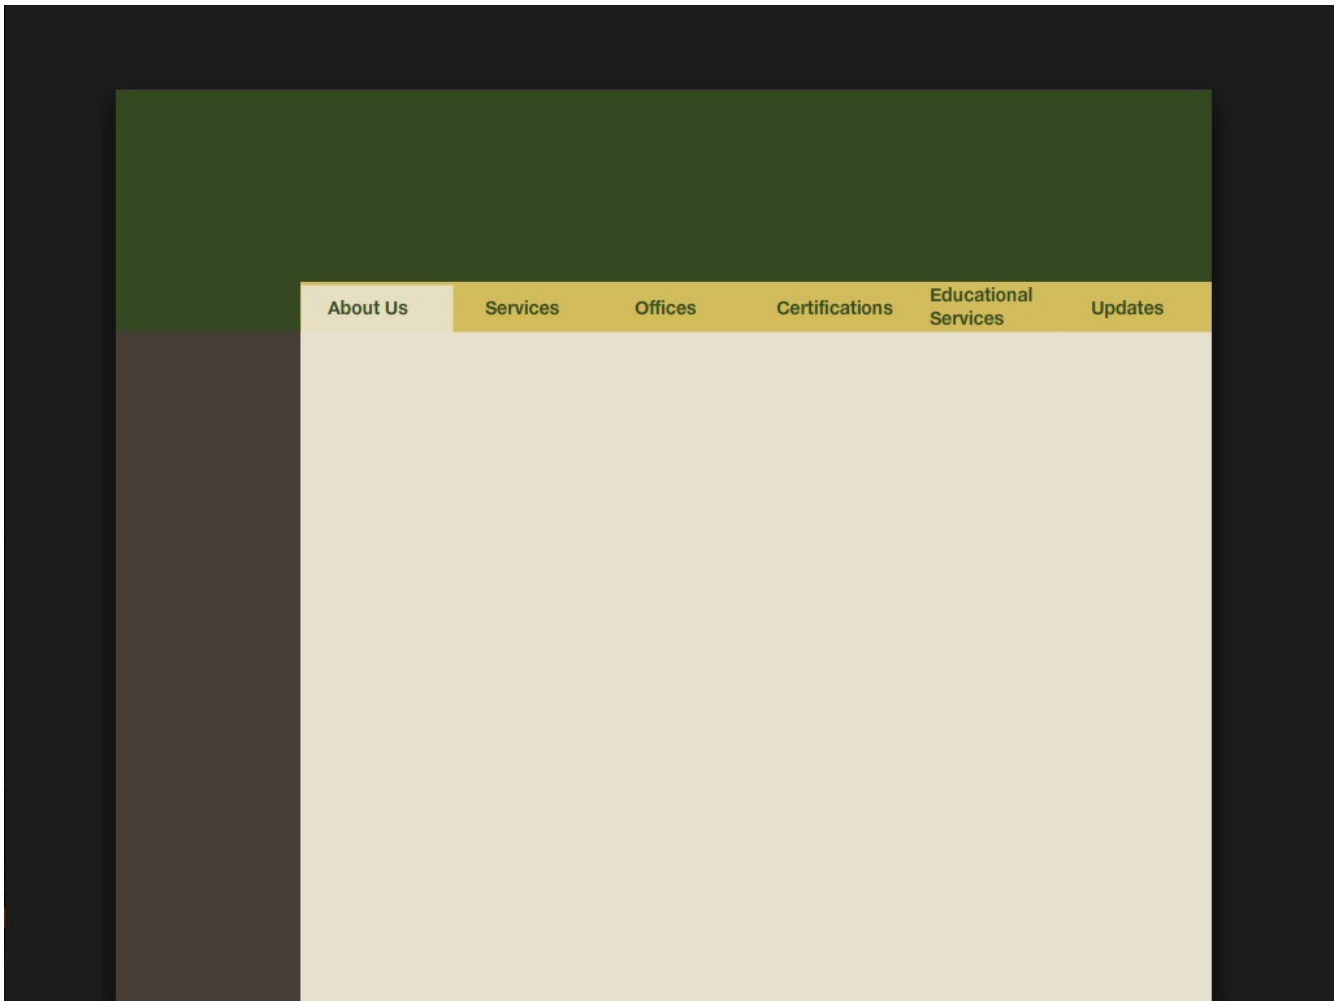 About Us
Services
Offices
Certifications
Educational
Services
Updates